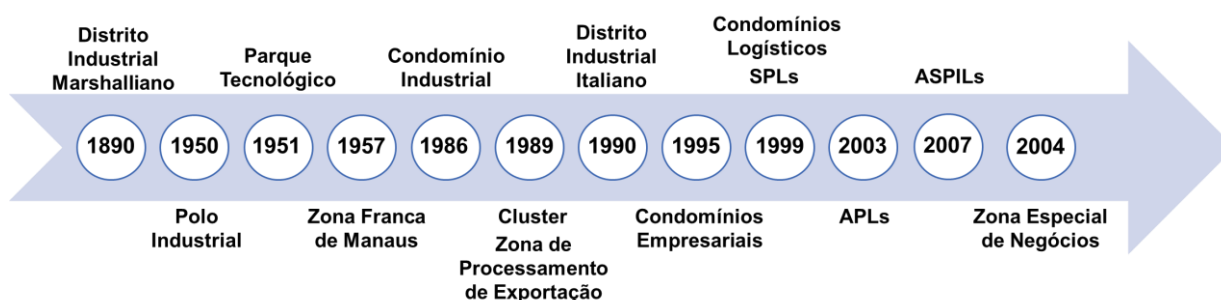 Distrito
Industrial
Marshalliano
Parque
Tecnológico
Condomínio
Industrial
Distrito
Industrial
Italiano
Condomínios
Logísticos
SPLs
ASPILs
1890
1950
1951
1957
1986
1989
1990
1995
1999
2003
2007
2004
Polo
Industrial
Zona Franca
de Manaus
Cluster
Zona de
Processamento
de Exportação
Condomínios
Empresariais
APLs
Zona Especial
de Negócios